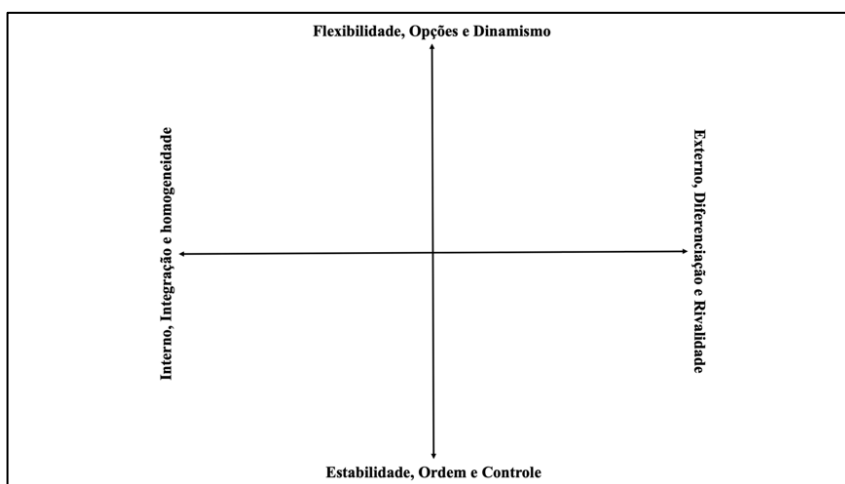 Flexibilidade, Opções e Dinamismo
Interno, Integração e homogeneidade
Externo, Diferenciação e Rivalidade
Estabilidade, Ordem e Controle